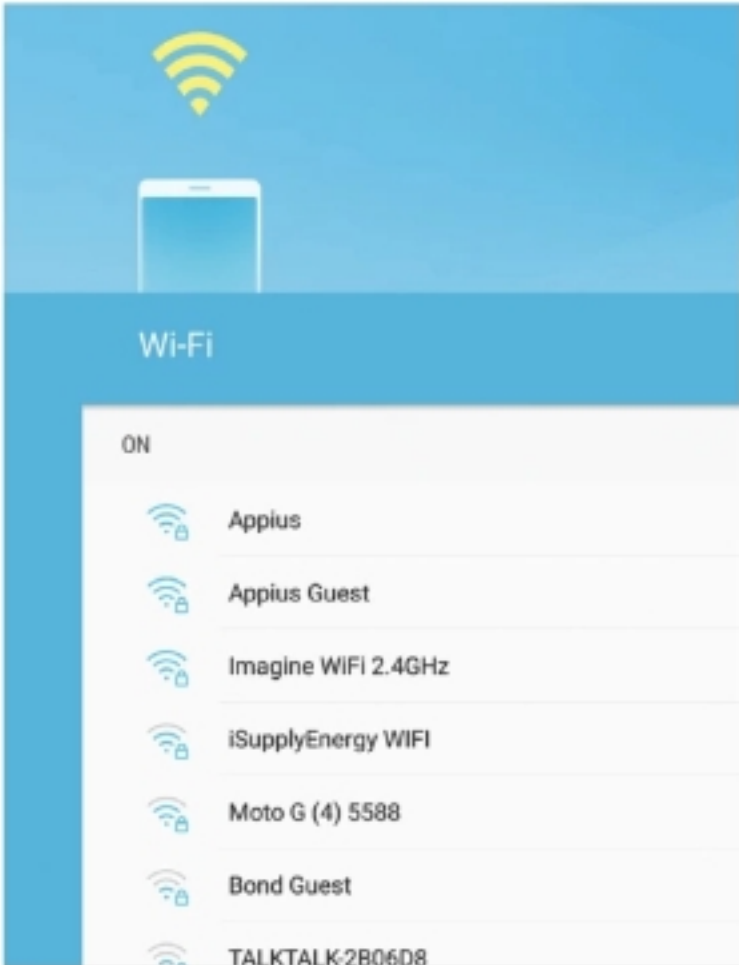 Wi-Fi
ON
Appius
Appius Guest
Imagine WiFi 2.4GHz
iSupplyEnergy WIFI
Moto G (4) 5588
Bond Guest
TALKTALK-2B06D8